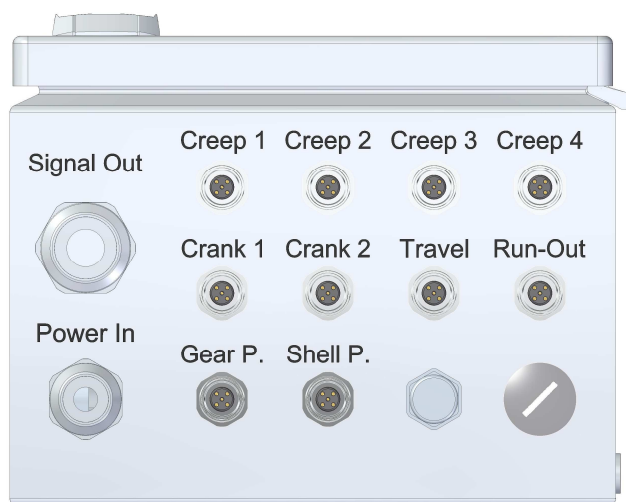 Creep 1 Creep 2 Creep 3 Creep 4
Signal Out
Crank 1 Crank 2 Travel Run-Out
Power In
Gear P. Shell P.